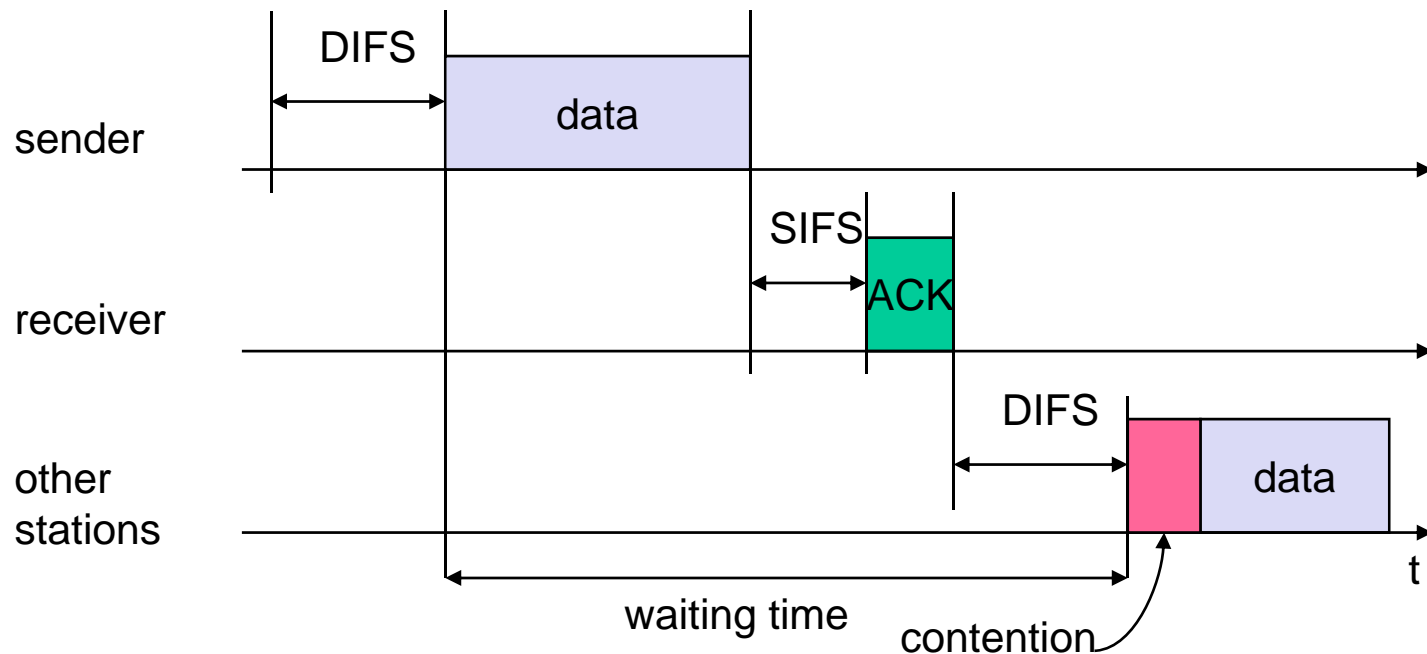 DIFS
data
sender
SIFS
ACK
receiver
DIFS
other
stations
data
t
waiting time
contention